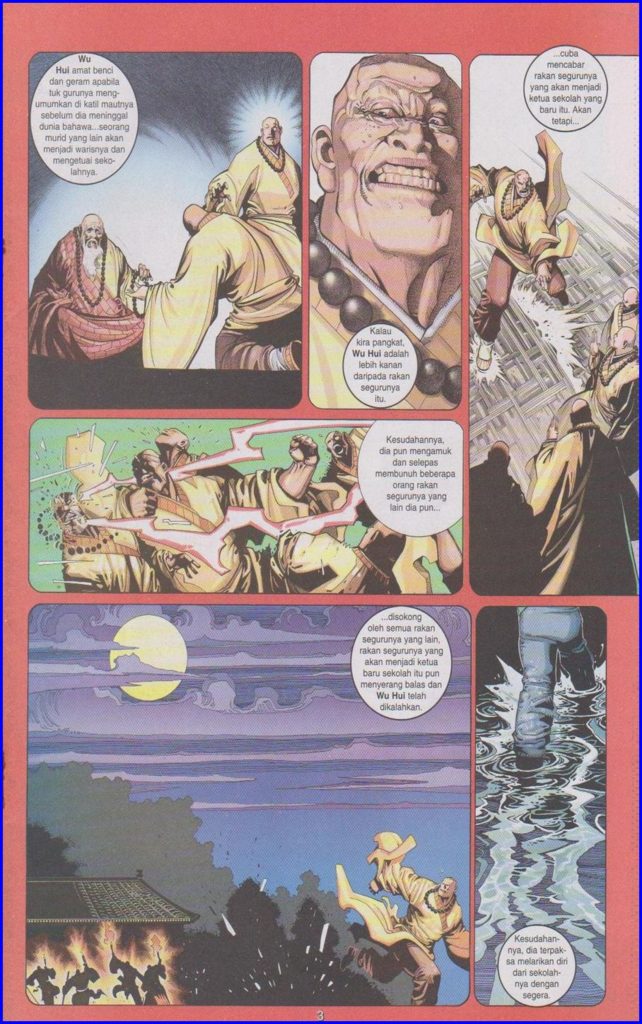 Wu
Hui amat benci
dan geram apabila
tuk gurunya meng-
umumkan di katil mautnya
sebelum dia meninggal
dunia bahawa...seorang
murid yang lain akan
menjadi warisnya dan
mengetuai seko-
lahnya.
Kalau
kira pangkat,
Wu Hui adalah
lebih kanan
daripada rakan
segurunya
itu.
...cuba
mencabar
rakan segurunya
yang akan menjadi
ketua sekolah yang
baru itu. Akan
tetapi...
Kesudahannya,
dia pun mengamuk
dan selepas
membunuh beberapa
orang rakan
segurunya yang
lain dia pun...
...disokong
oleh semua rakan
segurunya yang lain,
rakan segurunya yang
akan menjadi ketua
baru sekolah itu pun
menyerang balas dan
Wu Hui telah
dikalahkan.
Kesudahan-
nya, dia terpak-
sa melarikan diri
dari sekolah-
nya dengan
segera.
3